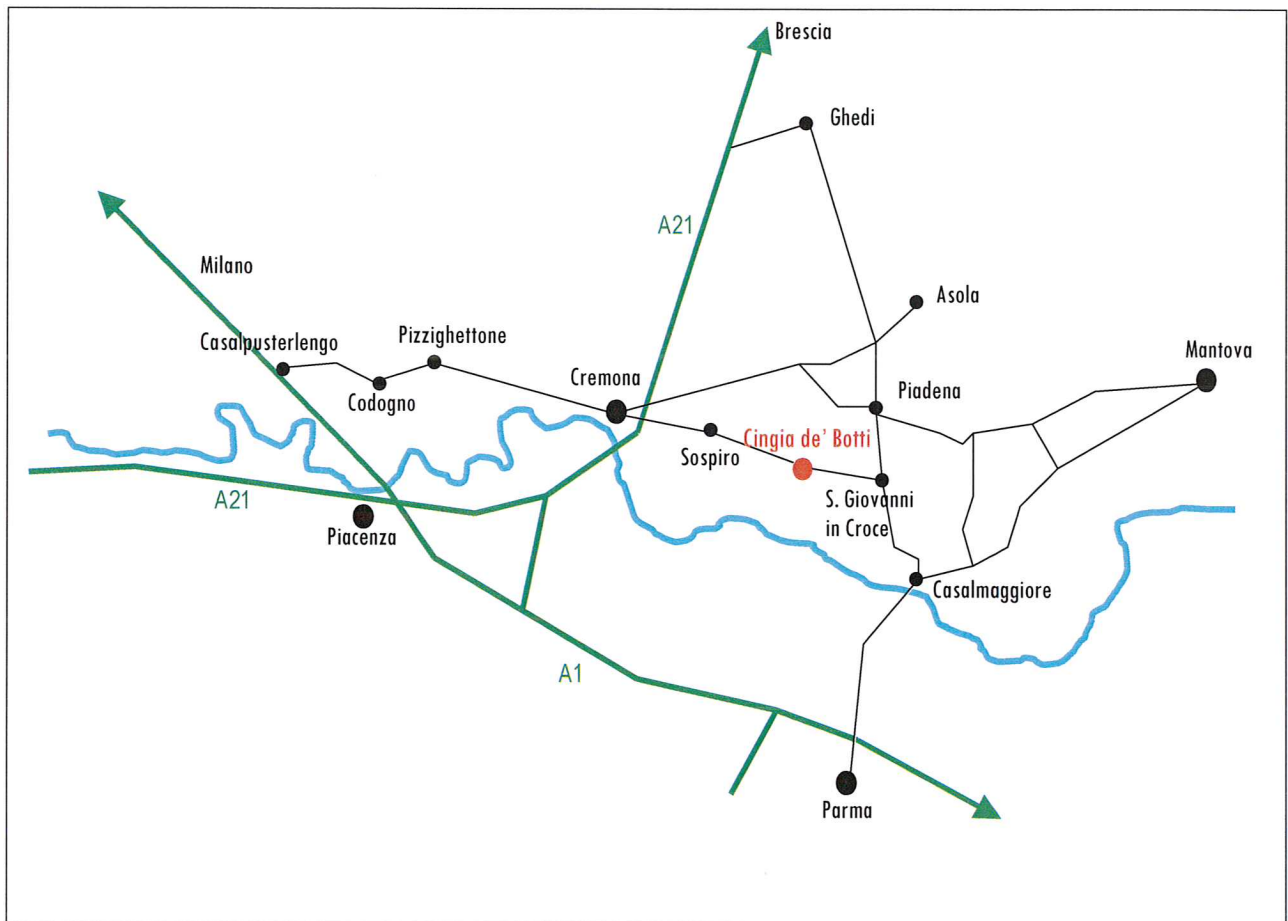 Brescia
Ghedi
A21
Milano
Asola
Casalpusterlengo
Pizzighettone
Mantova
Cremona
Codogno
Piadena
Sospiro
Cingia de' Botti
A21
S. Giovanni
in Croce
Piacenza
Casalmaggiore
A1
Parma